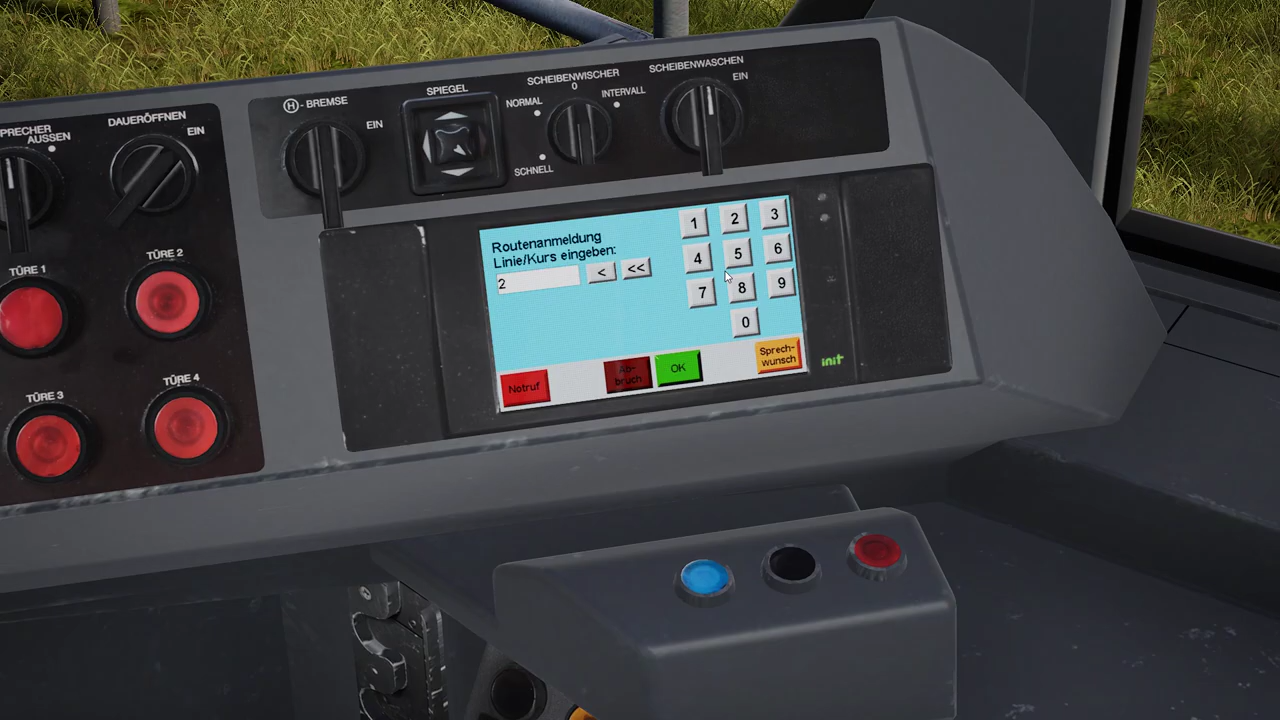 PRECHER
AUSSEN
DAUERÖFFNEN
EIN
H - BREMSE
EIN
SPIEGEL
SCHEIBENWISCHER
0
NORMAL
INTERVALL
SCHNELL
SCHEIBENWASCHEN
EIN
TÜRE 1
TÜRE 2
TÜRE 3
TÜRE 4
Routenanmeldung
Linie/Kurs eingeben:
2
<
<<
1 2 3
4 5 6
7 8 9
0
Notruf
Ab-
bruch
OK
Sprech-
wunsch
init